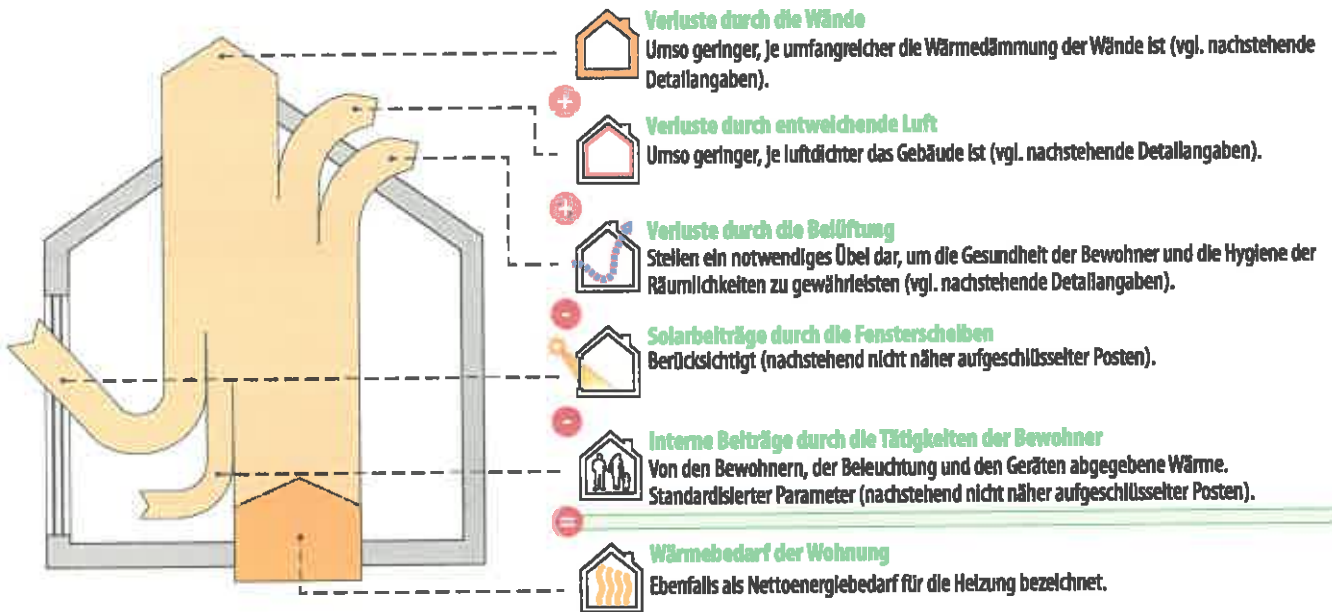 Verluste durch die Wände
Umso geringer, je umfangreicher die Wärmedämmung der Wände ist (vgl. nachstehende
Detailangaben).
+
Verluste durch entweichende Luft
Umso geringer, je luftdichter das Gebäude ist (vgl. nachstehende Detailangaben).
+
Verluste durch die Belüftung
Stellen ein notwendiges Übel dar, um die Gesundheit der Bewohner und die Hygiene der
Räumlichkeiten zu gewährleisten (vgl. nachstehende Detailangaben).
-
Solarbeiträge durch die Fensterscheiben
Berücksichtigt (nachstehend nicht näher aufgeschlüsselter Posten).
-
Interne Beiträge durch die Tätigkeiten der Bewohner
Von den Bewohnern, der Beleuchtung und den Geräten abgegebene Wärme.
Standardisierter Parameter (nachstehend nicht näher aufgeschlüsselter Posten).
=
Wärmebedarf der Wohnung
Ebenfalls als Nettoenergiebedarf für die Heizung bezeichnet.